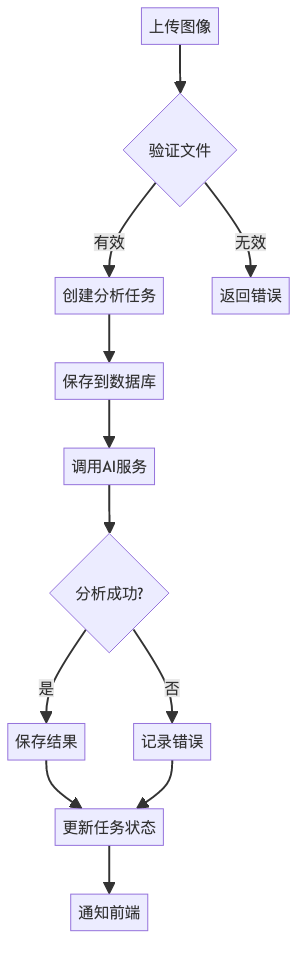 上传图像
验证文件
有效
无效
创建分析任务
返回错误
保存到数据库
调用AI服务
分析成功?
是
否
保存结果
记录错误
更新任务状态
通知前端